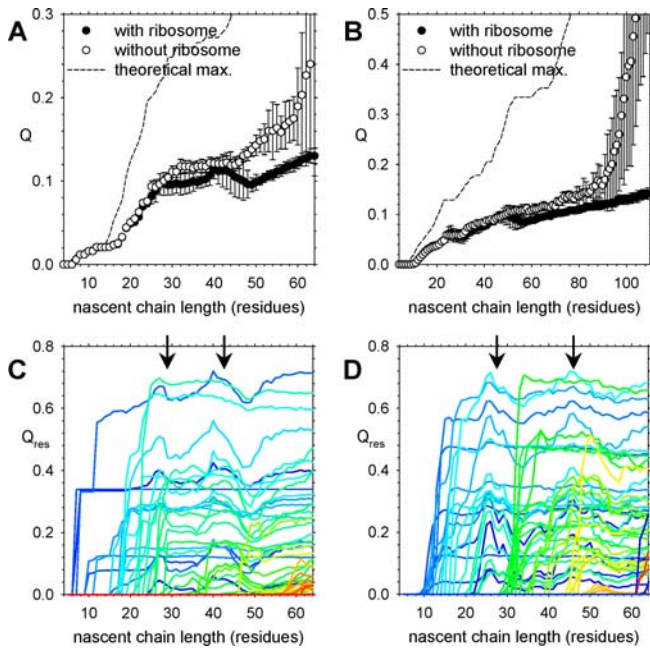 A
with ribosome
without ribosome
theoretical max.
0.3
0.2
0.1
0.0
Q
10 20 30 40 50 60
nascent chain length (residues)
B
with ribosome
without ribosome
theoretical max.
0.5
0.4
0.3
0.2
0.1
0.0
Q
20 40 60 80 100
nascent chain length (residues)
C
0.8
0.6
0.4
0.2
0.0
Qres
10 20 30 40 50 60
nascent chain length (residues)
D
0.8
0.6
0.4
0.2
0.0
Qres
10 20 30 40 50 60
nascent chain length (residues)